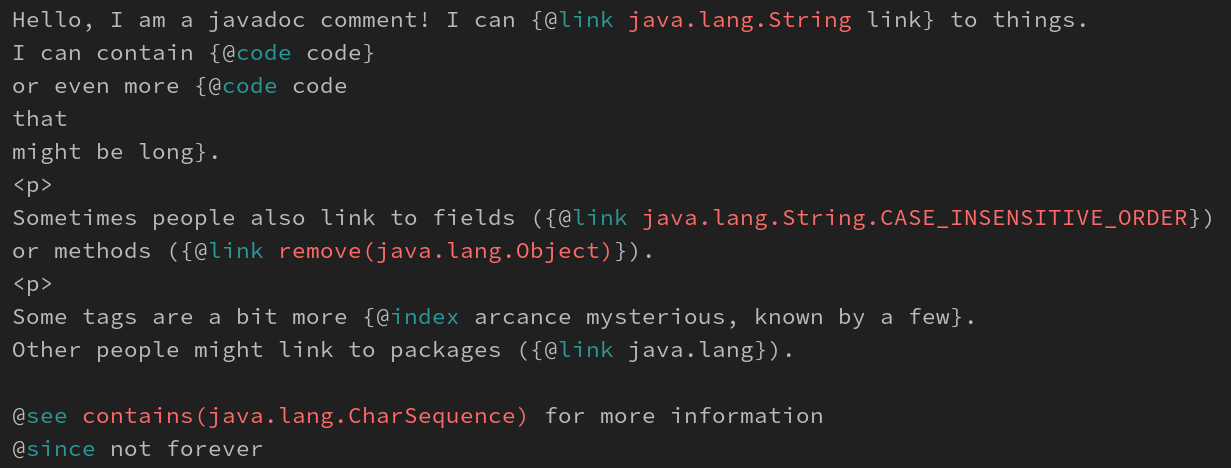 Hello, I am a javadoc comment! I can {@link java.lang.String link} to things.
I can contain {@code code}
or even more {@code code
that
might be long}.
<p>
Sometimes people also link to fields ({@link java.lang.String.CASE_INSENSITIVE_ORDER})
or methods ({@link remove(java.lang.Object)}).
<p>
Some tags are a bit more {@index arcance mysterious, known by a few}.
Other people might link to packages ({@link java.lang}).

@see contains(java.lang.CharSequence) for more information
@since not forever